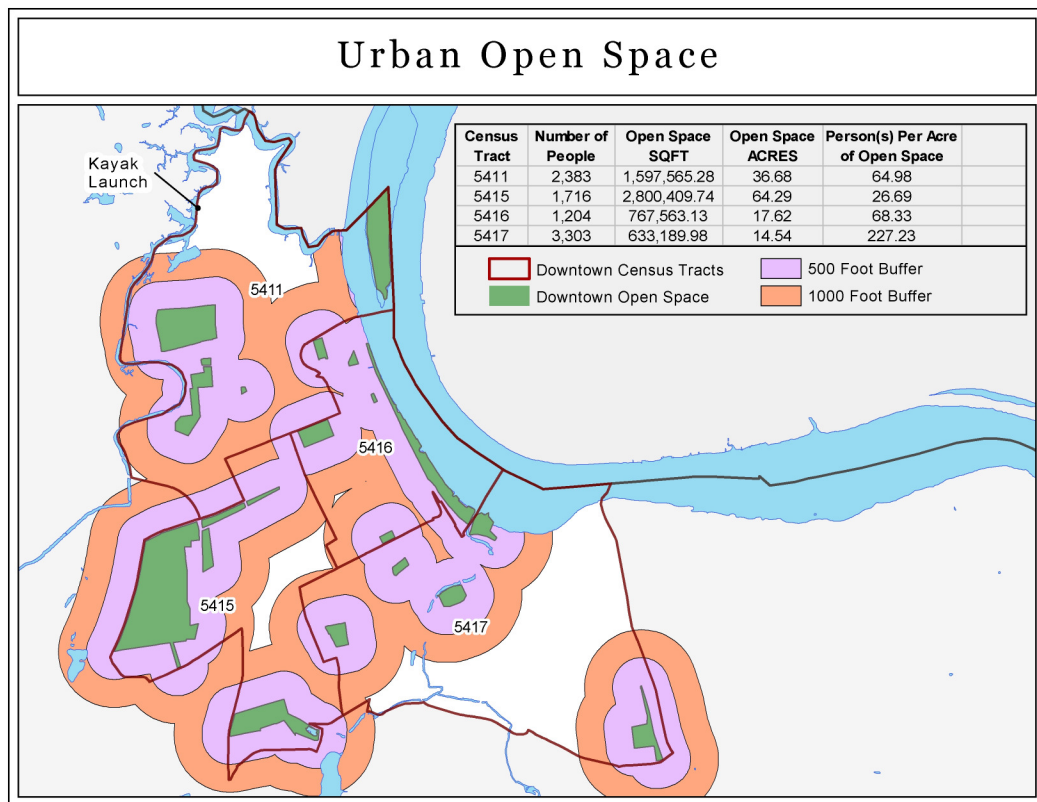 Urban Open Space
Kayak
Launch
Census Number of Open Space Open Space Person(s) Per Acre
Tract People SQFT ACRES of Open Space
5411 2,383 1,597,565.28 36.68 64.98
5415 1,716 2,800,409.74 64.29 26.69
5416 1,204 767,563.13 17.62 68.33
5417 3,303 633,189.98 14.54 227.23
Downtown Census Tracts 500 Foot Buffer
Downtown Open Space 1000 Foot Buffer
5411
5416
5415
5417